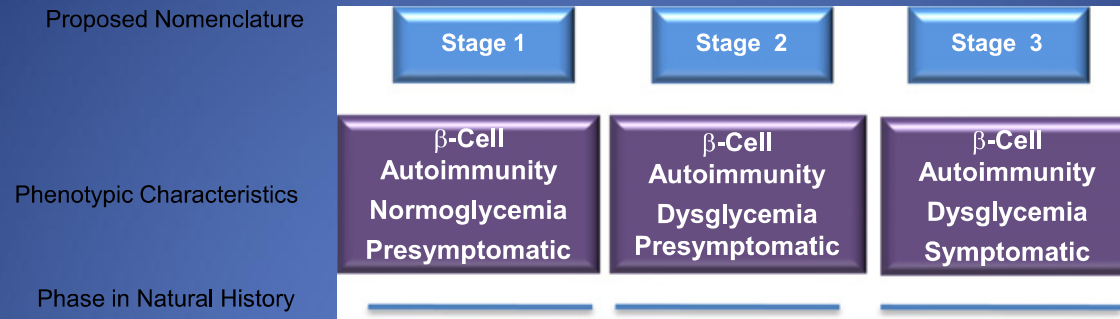 Proposed Nomenclature
Stage 1
Stage 2
Stage 3
Phenotypic Characteristics
β-Cell
Autoimmunity
Normoglycemia
Presymptomatic
β-Cell
Autoimmunity
Dysglycemia
Presymptomatic
β-Cell
Autoimmunity
Dysglycemia
Symptomatic
Phase in Natural History